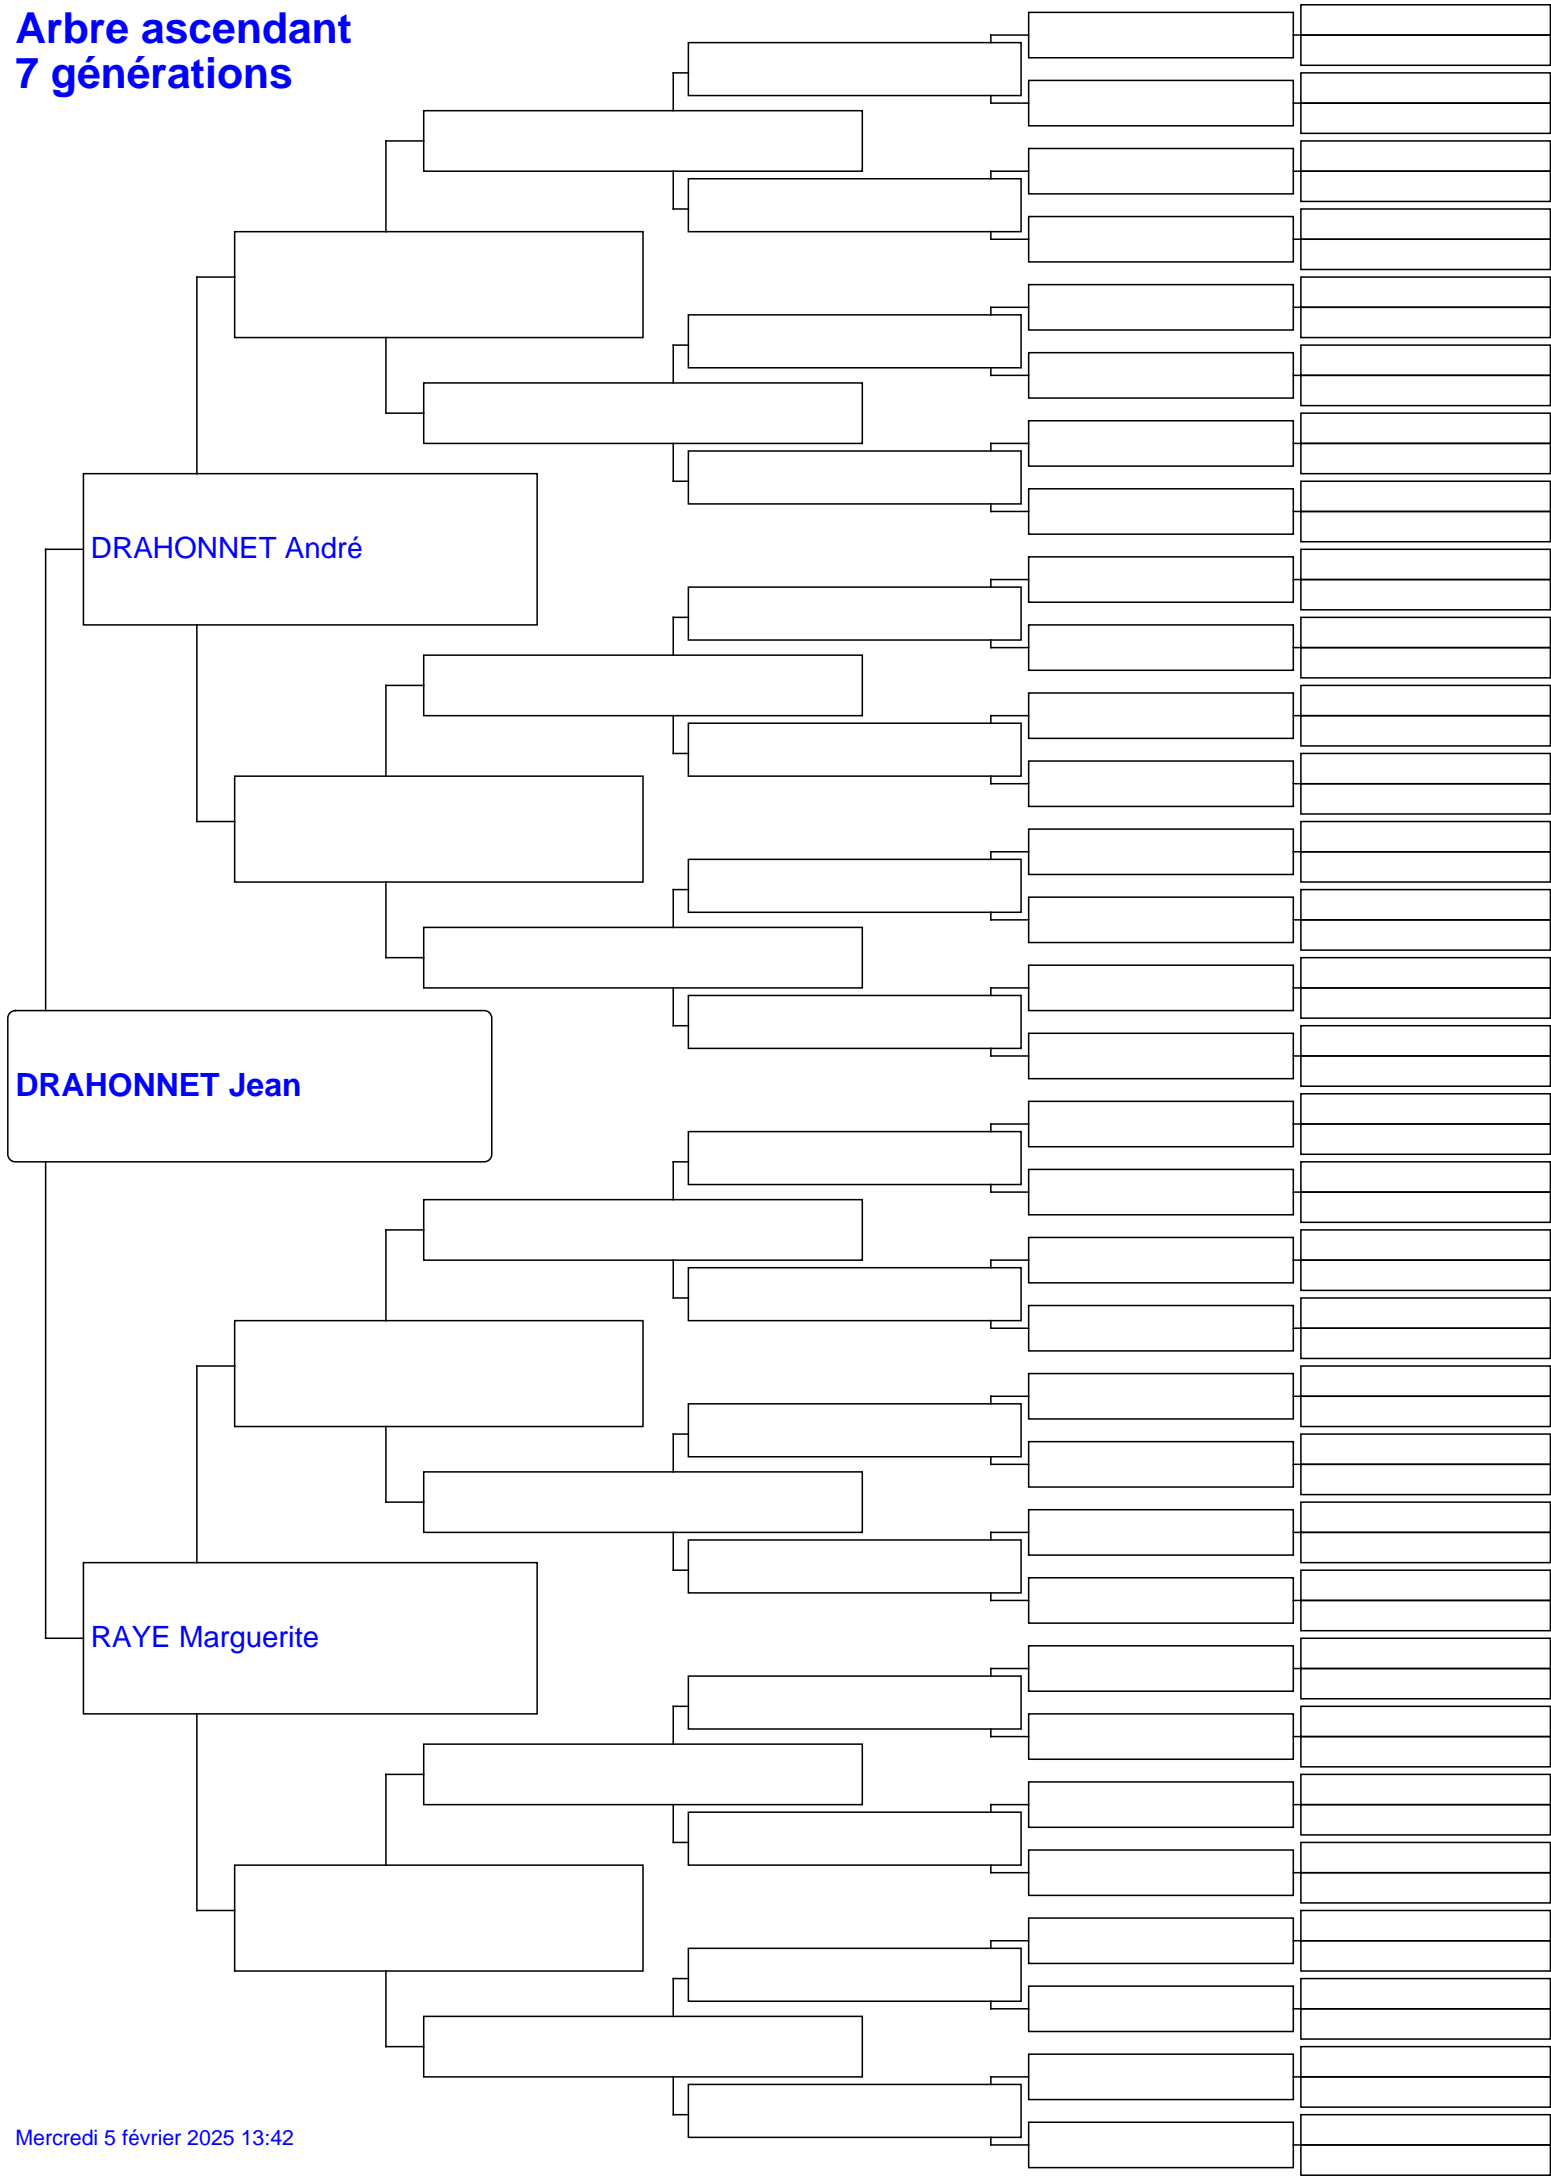 Arbre ascendant
7 générations
DRAHONNET André
DRAHONNET Jean
RAYE Marguerite
Mercredi 5 février 2025 13:42